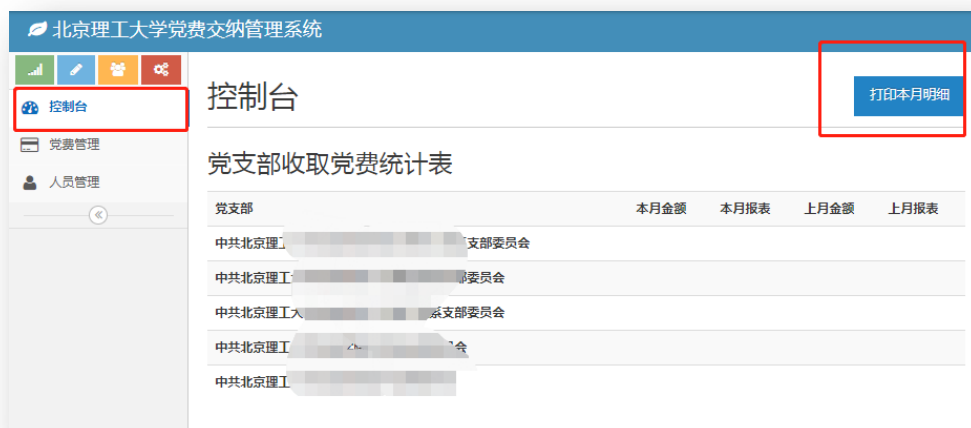 北京理工大学党费交纳管理系统
控制台
党费管理
人员管理
控制台
打印本月明细
党支部收取党费统计表
党支部 本月金额 本月报表 上月金额 上月报表
中共北京理 支部委员会
中共北京理工 委员会
中共北京理工大 系支部委员会
中共北京理工 会
中共北京理工